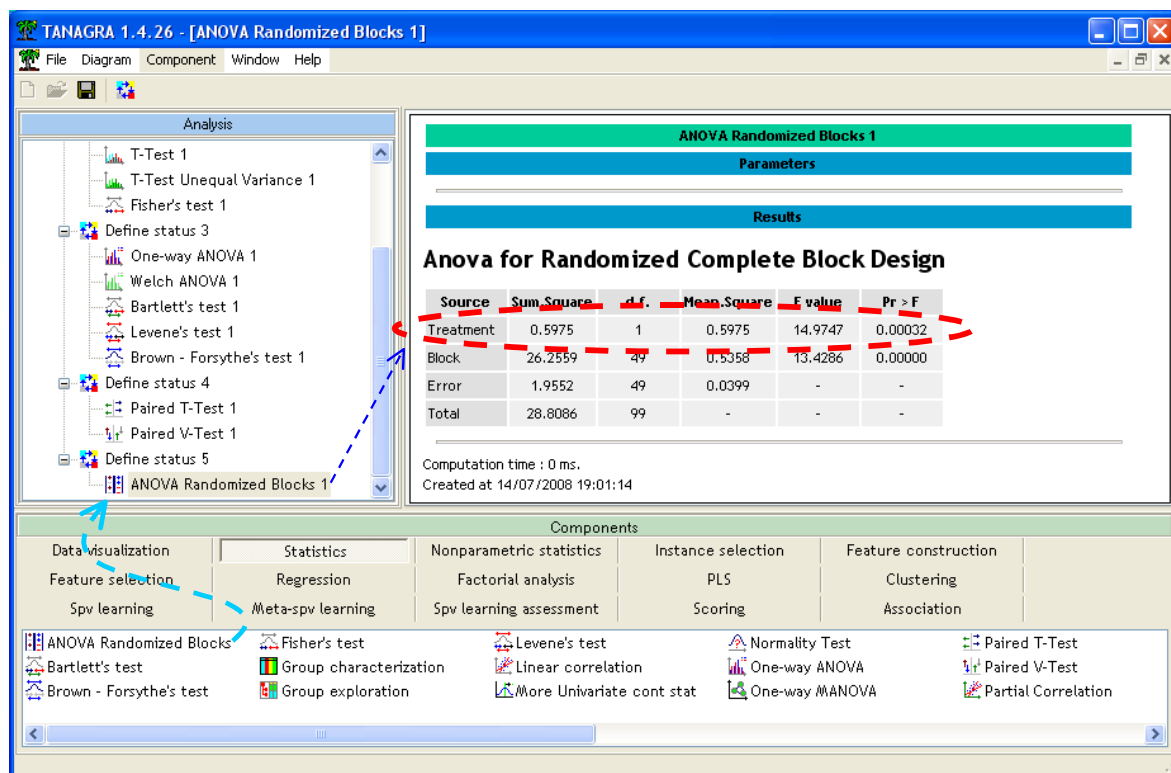 TANAGRA 1.4.26 - [ANOVA Randomized Blocks 1]
File Diagram Component Window Help
Analysis
T-Test 1
T-Test Unequal Variance 1
Fisher's test 1
Define status 3
One-way ANOVA 1
Welch ANOVA 1
Bartlett's test 1
Levene's test 1
Brown - Forsythe's test 1
Define status 4
Paired T-Test 1
Paired V-Test 1
Define status 5
ANOVA Randomized Blocks 1
ANOVA Randomized Blocks 1
Parameters
Results
Anova for Randomized Complete Block Design
Source Sum.Square d.f. Mean.Square F value Pr > F
Treatment 0.5975 1 0.5975 14.9747 0.00032
Block 26.2559 49 0.5358 13.4286 0.00000
Error 1.9552 49 0.0399 - -
Total 28.8086 99 - - -
Computation time : 0 ms.
Created at 14/07/2008 19:01:14
Components
Data visualization Statistics Nonparametric statistics Instance selection Feature construction
Feature selection Regression Factorial analysis PLS Clustering
Spv learning Meta-spv learning Spv learning assessment Scoring Association
ANOVA Randomized Blocks Fisher's test Levene's test Normality Test Paired T-Test
Bartlett's test Group characterization Linear correlation One-way ANOVA Paired V-Test
Brown - Forsythe's test Group exploration More Univariate cont stat One-way MANOVA Partial Correlation